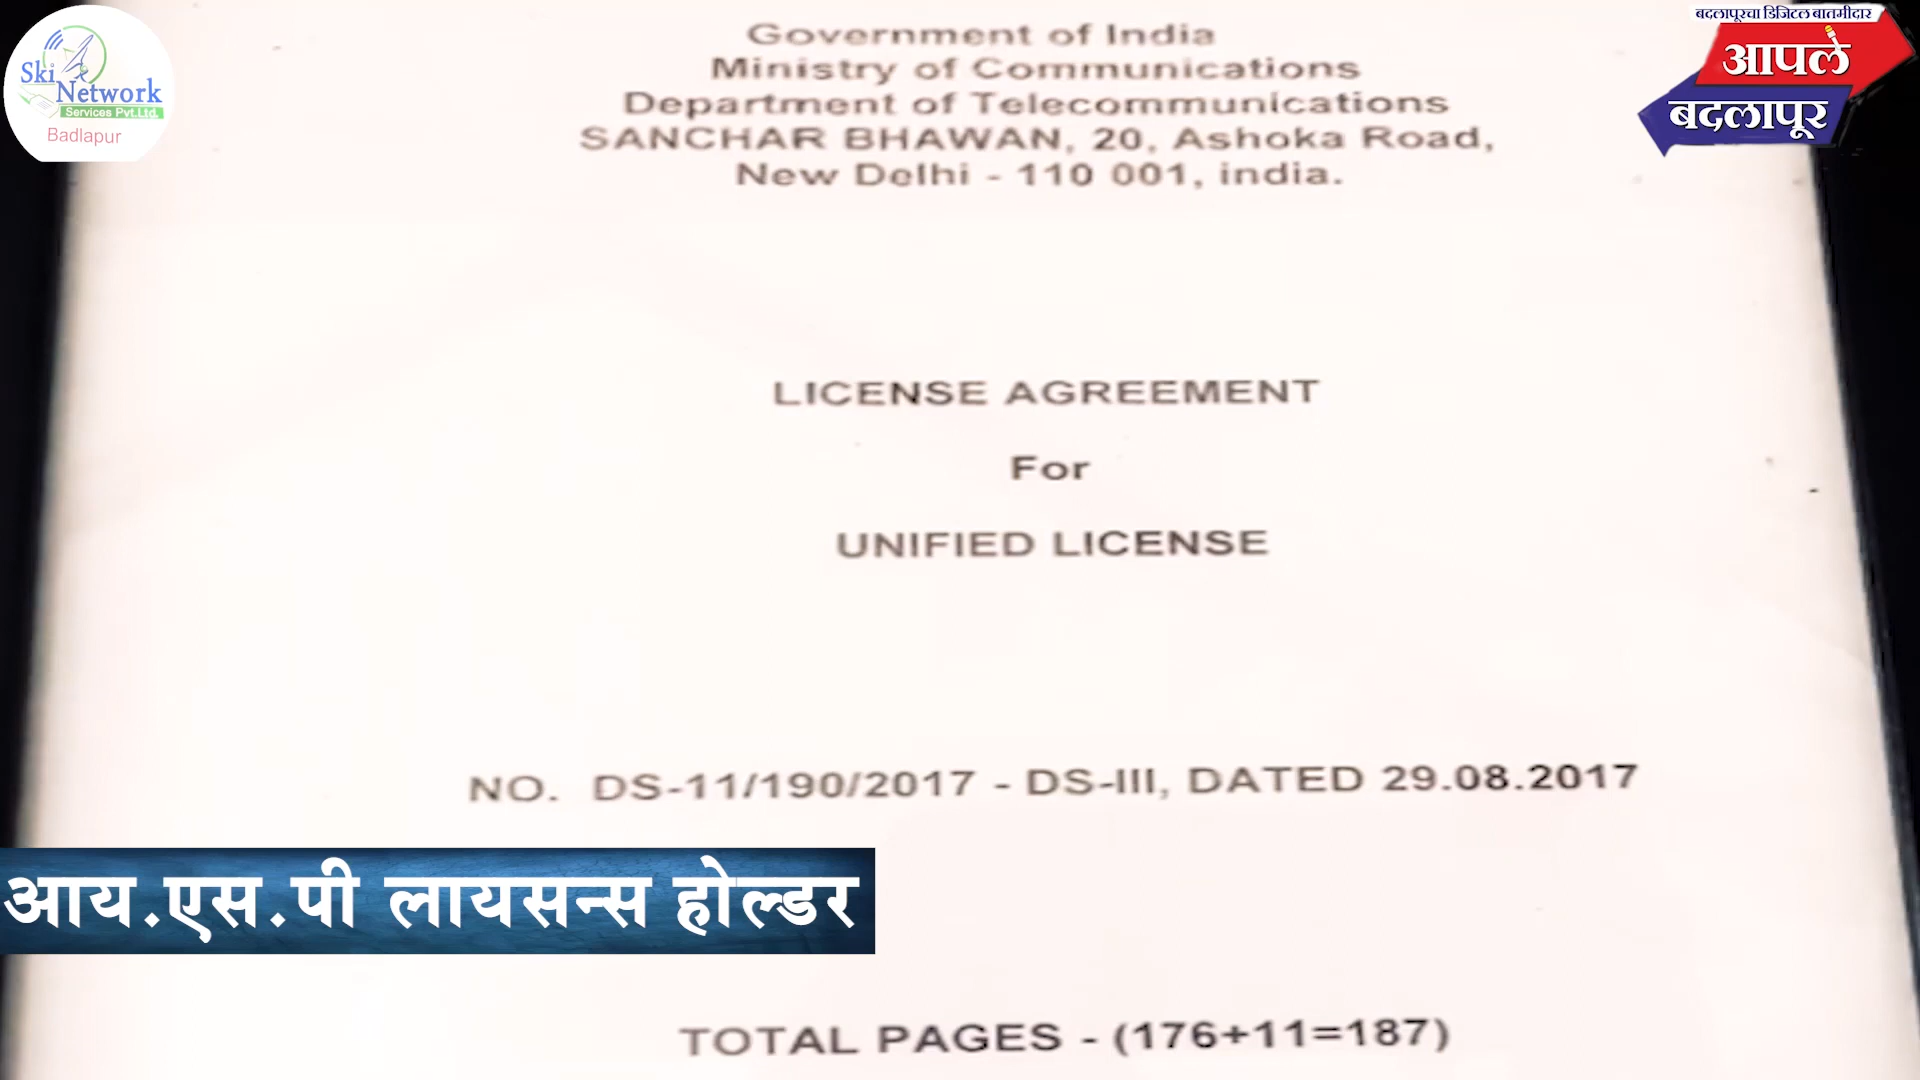 Ski
Network
Services Pvt.Ltd.
Badlapur
बदलापूरचा डिजिटल बातमीदार
आपले
बदलापूर
Government of India
Ministry of Communications
Department of Telecommunications
SANCHAR BHAWAN, 20, Ashoka Road,
New Delhi - 110 001, india.
LICENSE AGREEMENT
For
UNIFIED LICENSE
NO. DS-11/190/2017 - DS-III, DATED 29.08.2017
आय.एस.पी लायसन्स होल्डर
TOTAL PAGES - (176+11=187)